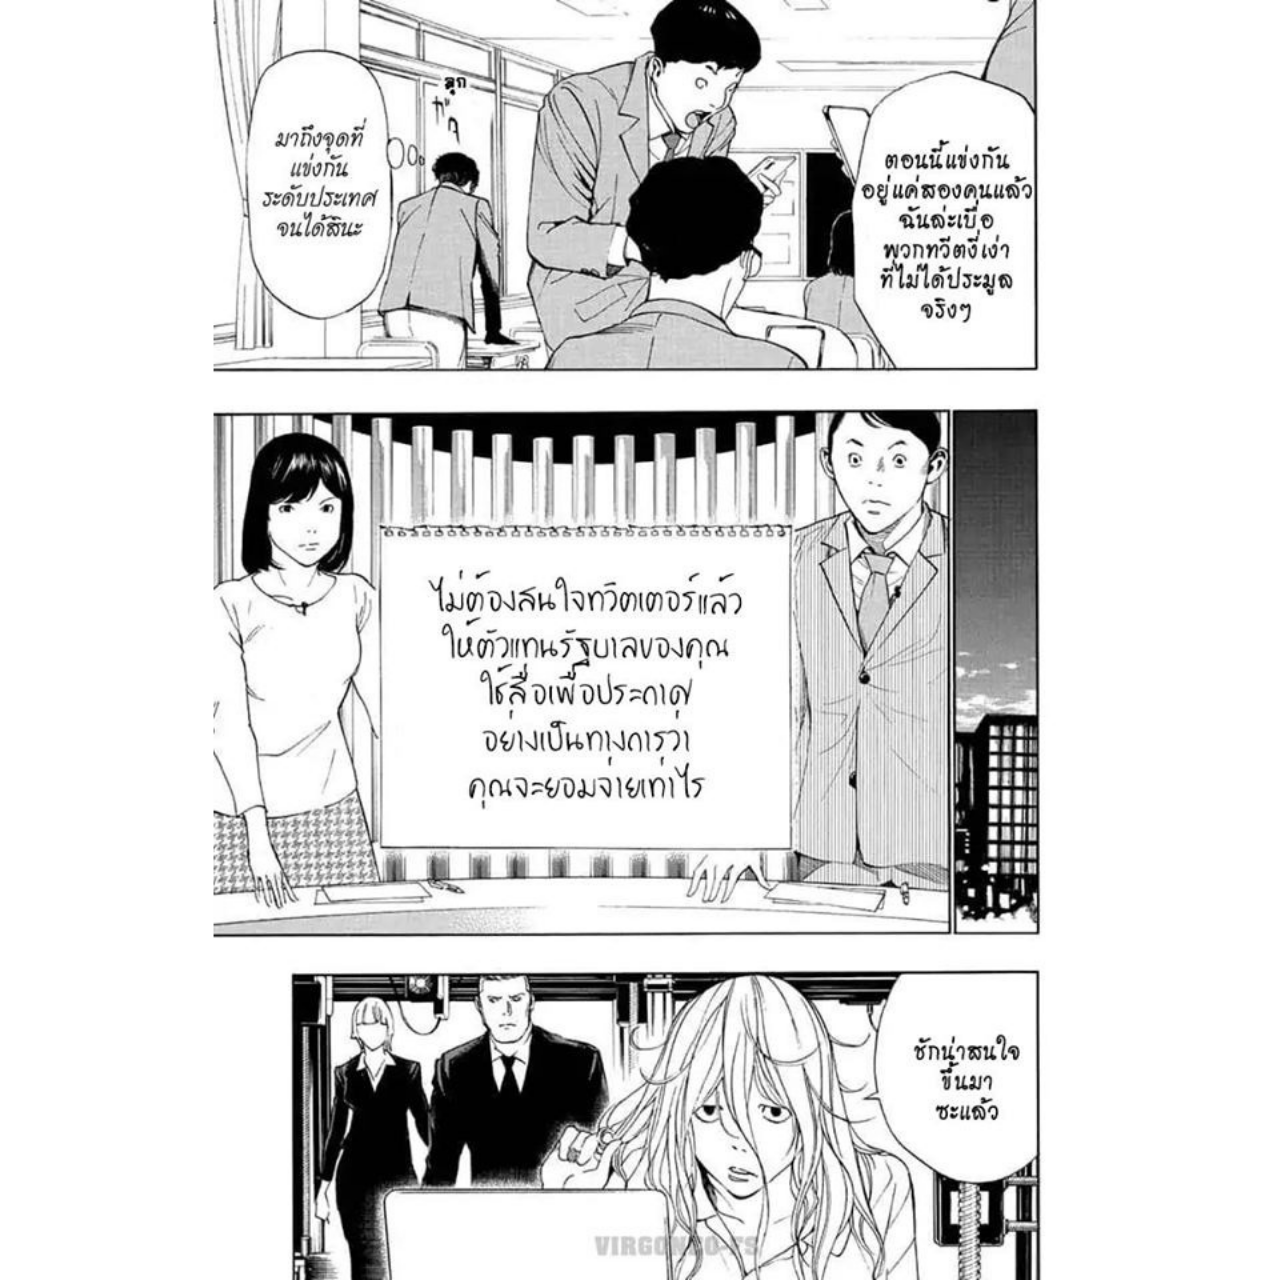 ตอนนี้แข่งกัน
อยู่แค่สองคนแล้ว
ฉันล่ะเบื่อ
พวกทวีตงี่เง่า
ที่ไม่ได้ประมูล
จริงๆ
ลุก
ガタ
มาถึงจุดที่
แข่งกัน
ระดับประเทศ
จนได้สินะ
ไม่ต้องสนใจทวิตเตอร์แล้ว
ให้ตัวแทนรัฐบาลของคุณ
ใช้สื่อเพื่อประกาศ
อย่างเป็นทางการว่า
คุณจะยอมจ่ายเท่าไร
ชักน่าสนใจ
ขึ้นมา
ซะแล้ว